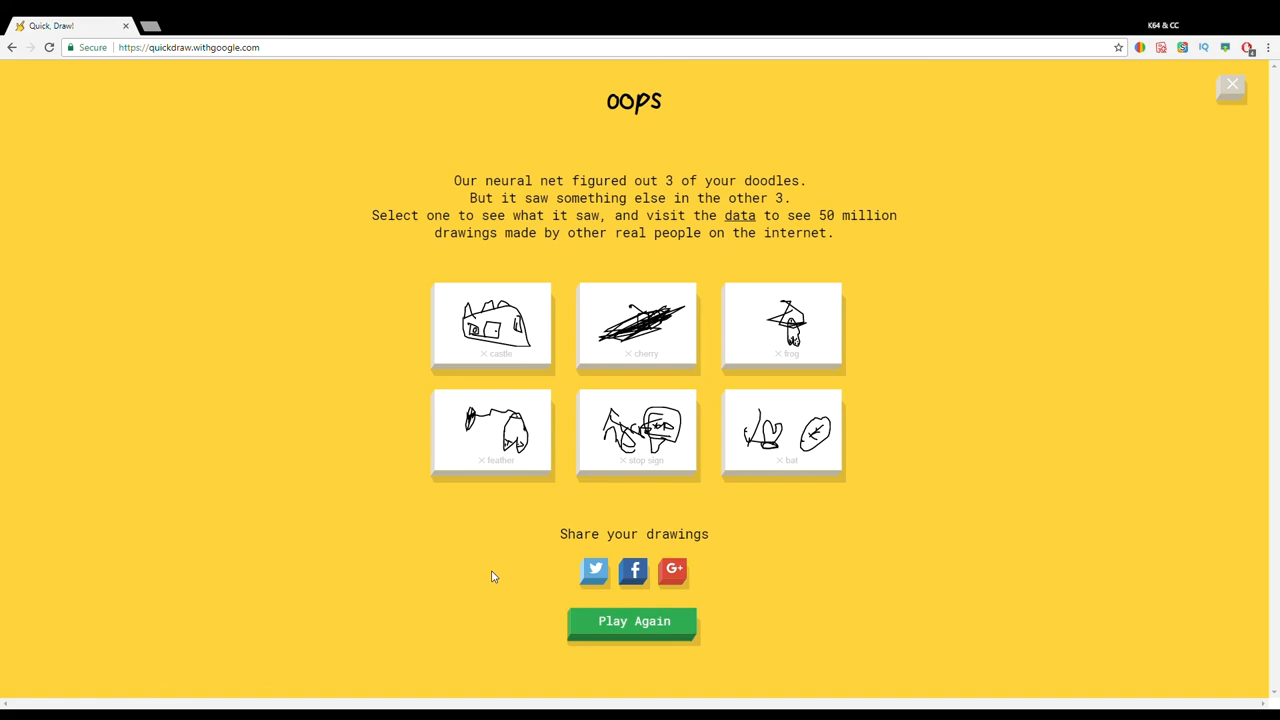 Quick, Draw!
K64 & CC
Secure
https://quickdraw.withgoogle.com
oops
Our neural net figured out 3 of your doodles.
But it saw something else in the other 3.
Select one to see what it saw, and visit the data to see 50 million
drawings made by other real people on the internet.
castle
cherry
frog
feather
stop sign
bat
Share your drawings
G+
Play Again